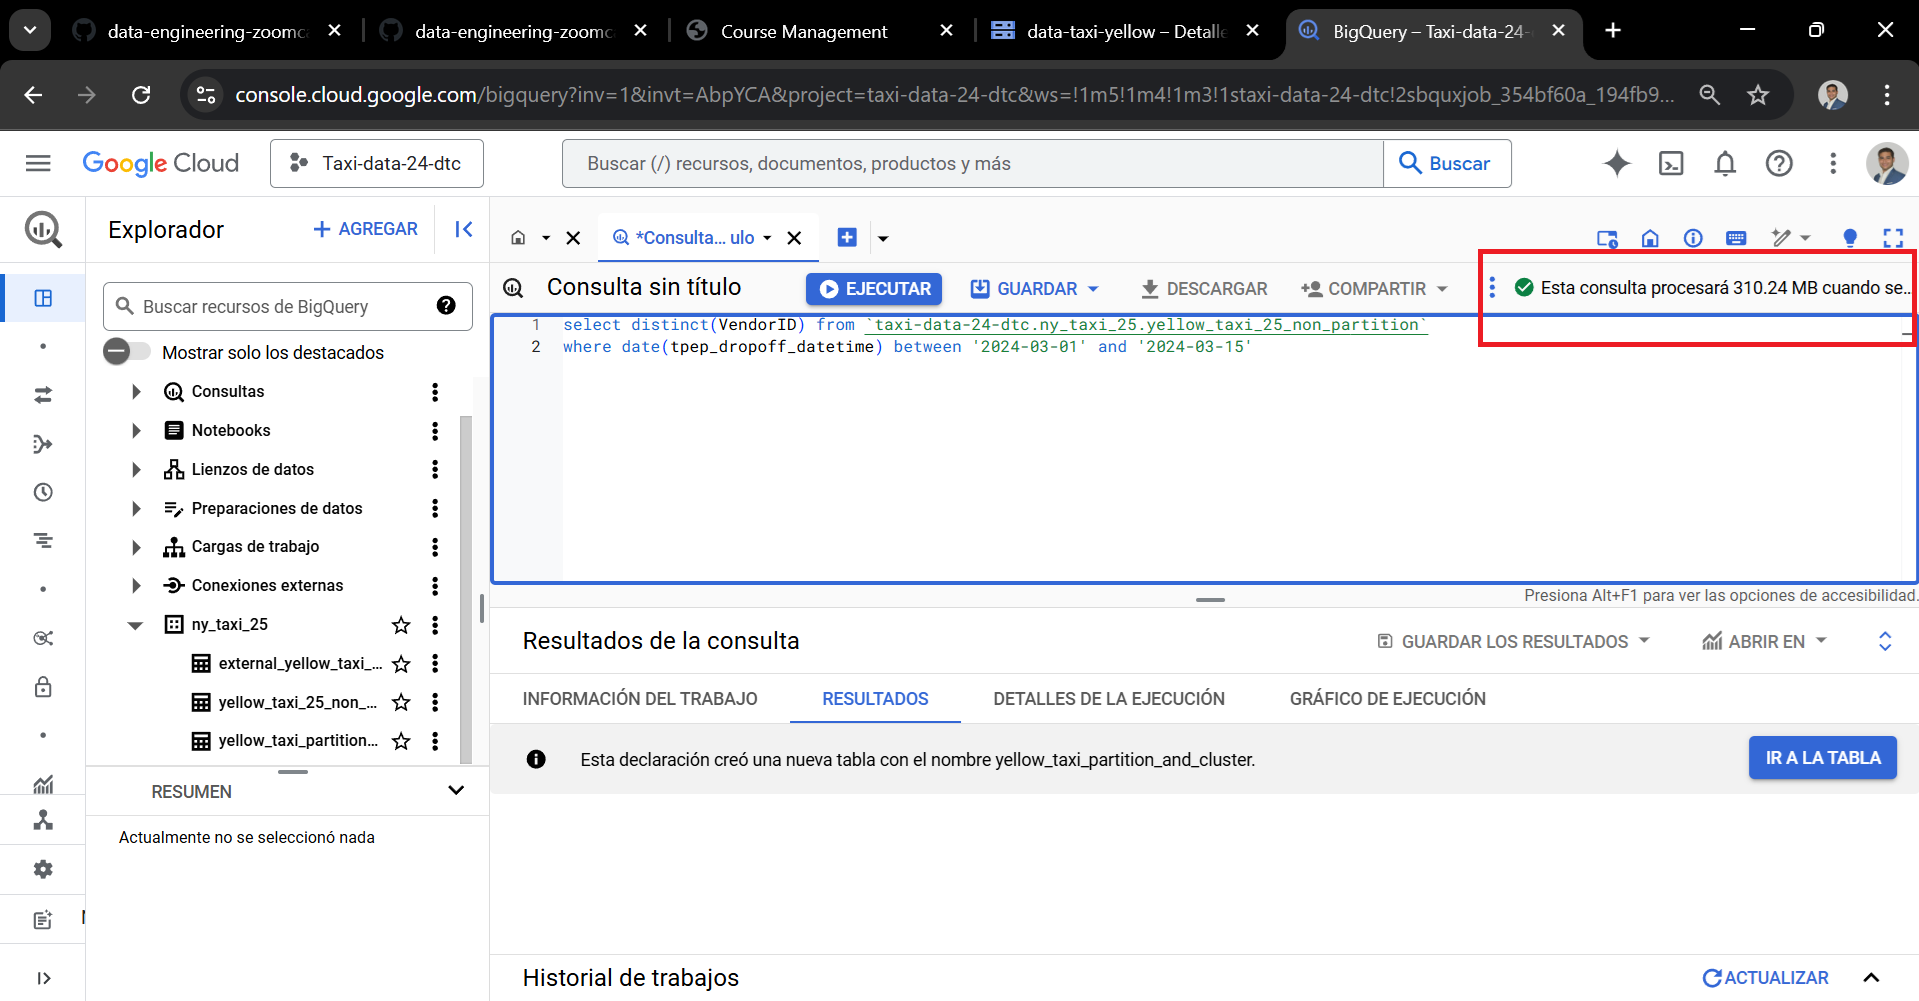 data-engineering-zoomc
data-engineering-zoomc
Course Management
data-taxi-yellow – Detalle
BigQuery – Taxi-data-24-
console.cloud.google.com/bigquery?inv=1&invt=AbpYCA&project=taxi-data-24-dtc&ws=!1m5!1m4!1m3!1staxi-data-24-dtc!2sbquxjob_354bf60a_194fb9...
Google Cloud
Taxi-data-24-dtc
Buscar (/) recursos, documentos, productos y más
Buscar
Explorador
AGREGAR
*Consulta... ulo
Buscar recursos de BigQuery
Mostrar solo los destacados
Consultas
Notebooks
Lienzos de datos
Preparaciones de datos
Cargas de trabajo
Conexiones externas
ny_taxi_25
external_yellow_taxi_...
yellow_taxi_25_non_...
yellow_taxi_partition...
RESUMEN
Actualmente no se seleccionó nada
Consulta sin título
EJECUTAR
GUARDAR
DESCARGAR
COMPARTIR
Esta consulta procesará 310.24 MB cuando se...
1 select distinct(VendorID) from `taxi-data-24-dtc.ny_taxi_25.yellow_taxi_25_non_partition`
2 where date(tpep_dropoff_datetime) between '2024-03-01' and '2024-03-15'
Presiona Alt+F1 para ver las opciones de accesibilidad.
Resultados de la consulta
GUARDAR LOS RESULTADOS
ABRIR EN
INFORMACIÓN DEL TRABAJO
RESULTADOS
DETALLES DE LA EJECUCIÓN
GRÁFICO DE EJECUCIÓN
Esta declaración creó una nueva tabla con el nombre yellow_taxi_partition_and_cluster.
IR A LA TABLA
Historial de trabajos
ACTUALIZAR